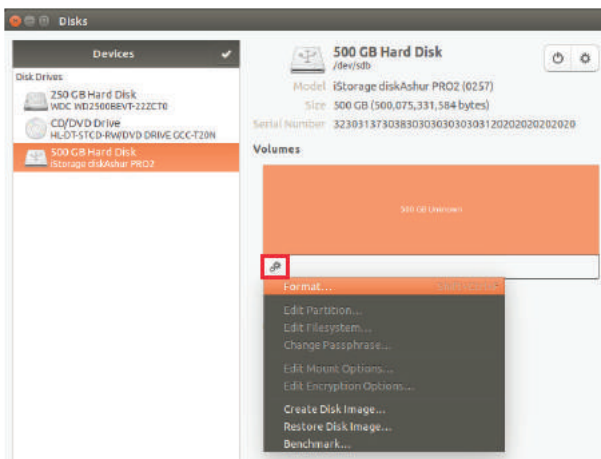 Disks
Devices
Disk Drives
250 GB Hard Disk
WDC WD2500BEVT-22ZCT0
CD/DVD Drive
HL-DT-STCD-RW/DVD DRIVE GCC-T20N
500 GB Hard Disk
iStorage diskAshur PRO2
500 GB Hard Disk
/dev/sdb
Model iStorage diskAshur PRO2 (0257)
Size 500 GB (500,075,331,584 bytes)
Serial Number
Volumes
500 GB Unknown
Format...
Edit Partition...
Edit Filesystem...
Change Passphrase...
Edit Mount Options...
Edit Encryption Options...
Create Disk Image...
Restore Disk Image...
Benchmark...